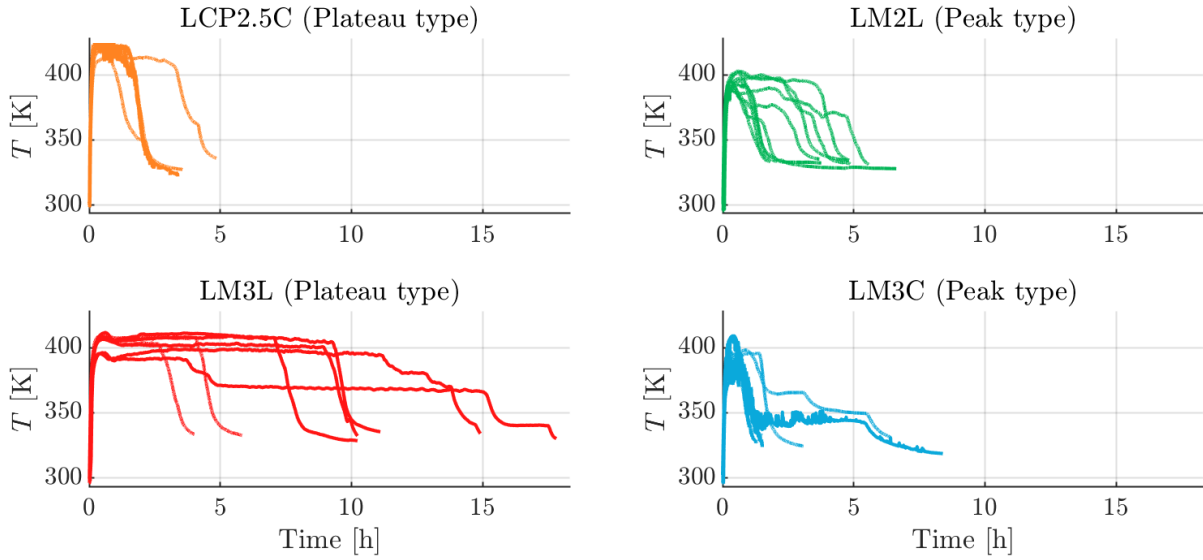 LCP2.5C (Plateau type)
T [K]
400
350
300
0 5 10 15
LM2L (Peak type)
T [K]
400
350
300
0 5 10 15
LM3L (Plateau type)
T [K]
400
350
300
0 5 10 15
Time [h]
LM3C (Peak type)
T [K]
400
350
300
0 5 10 15
Time [h]